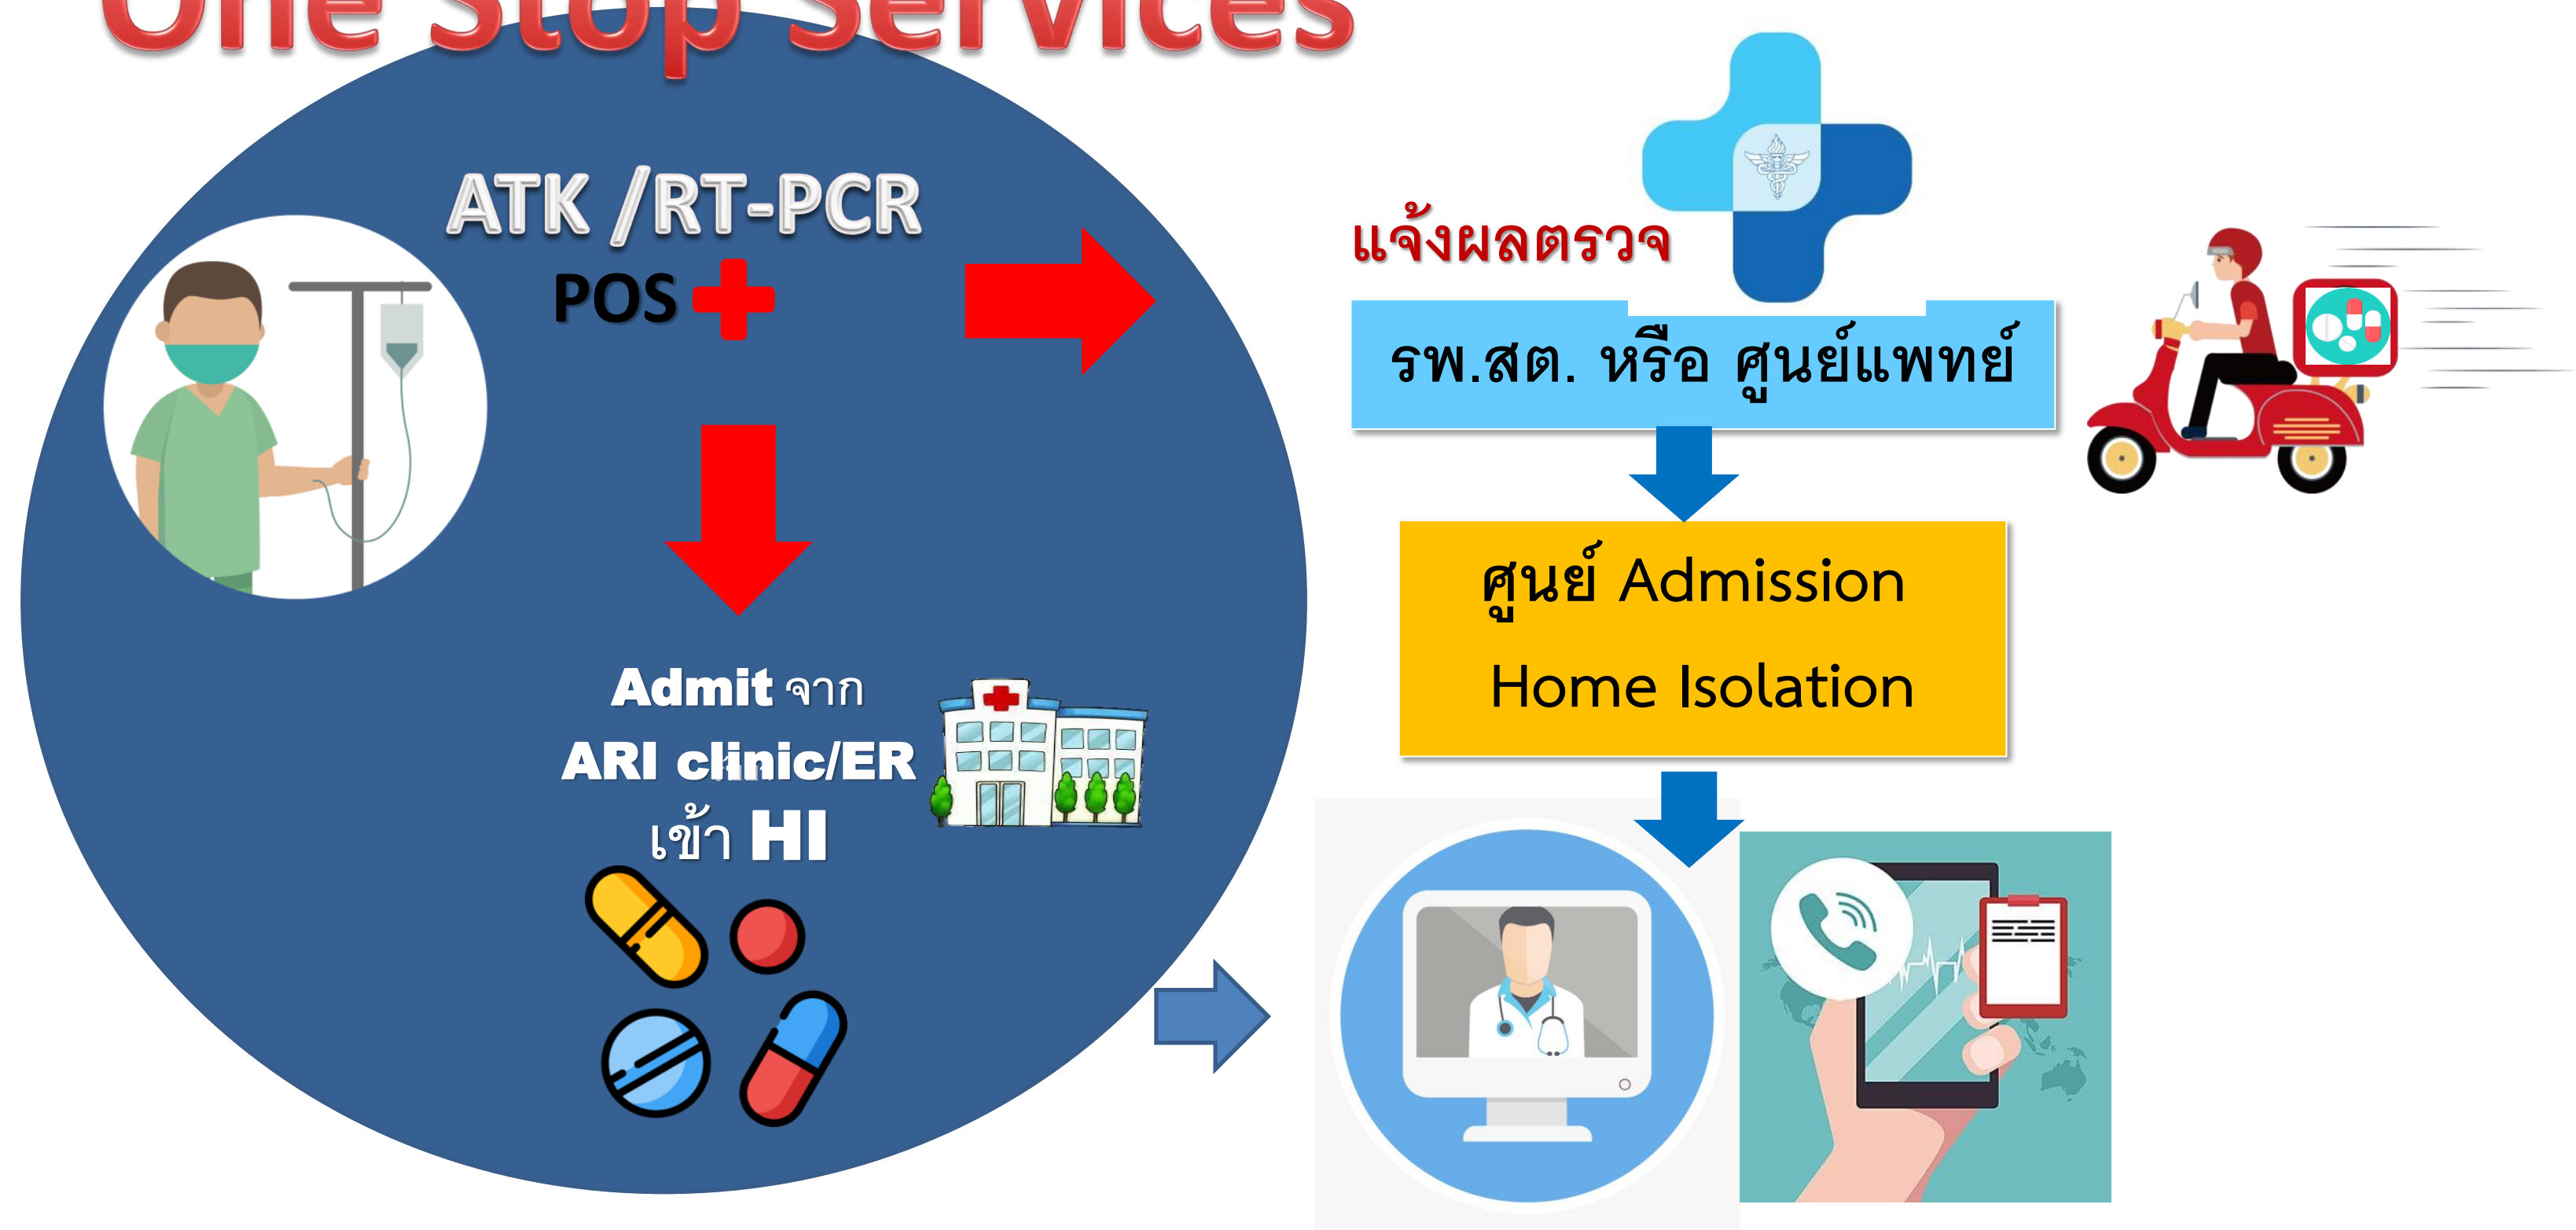 One Stop Services
ATK /RT-PCR
POS
Admit จาก
ARI clinic/ER
เข้า HI
แจ้งผลตรวจ
รพ.สต. หรือ ศูนย์แพทย์
ศูนย์ Admission
Home Isolation